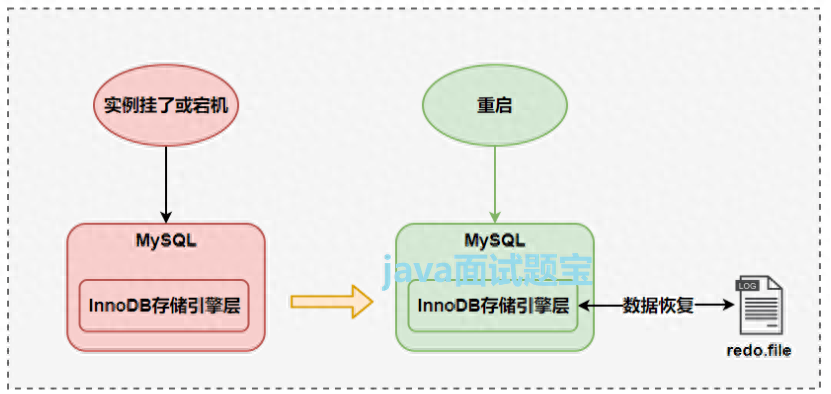 实例挂了或宕机
重启
MySQL
MySQL
java面试题宝
InnoDB存储引擎层
InnoDB存储引擎层
数据恢复
LOG
redo.file